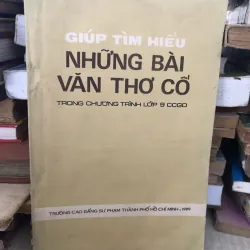 GIÚP TÌM HIỂU
NHỮNG BÀI
VĂN THƠ CỔ
TRONG CHƯƠNG TRÌNH LỚP 9 CCGD
TRƯỜNG CAO ĐẲNG SƯ PHẠM THÀNH PHỐ HỒ CHÍ MINH